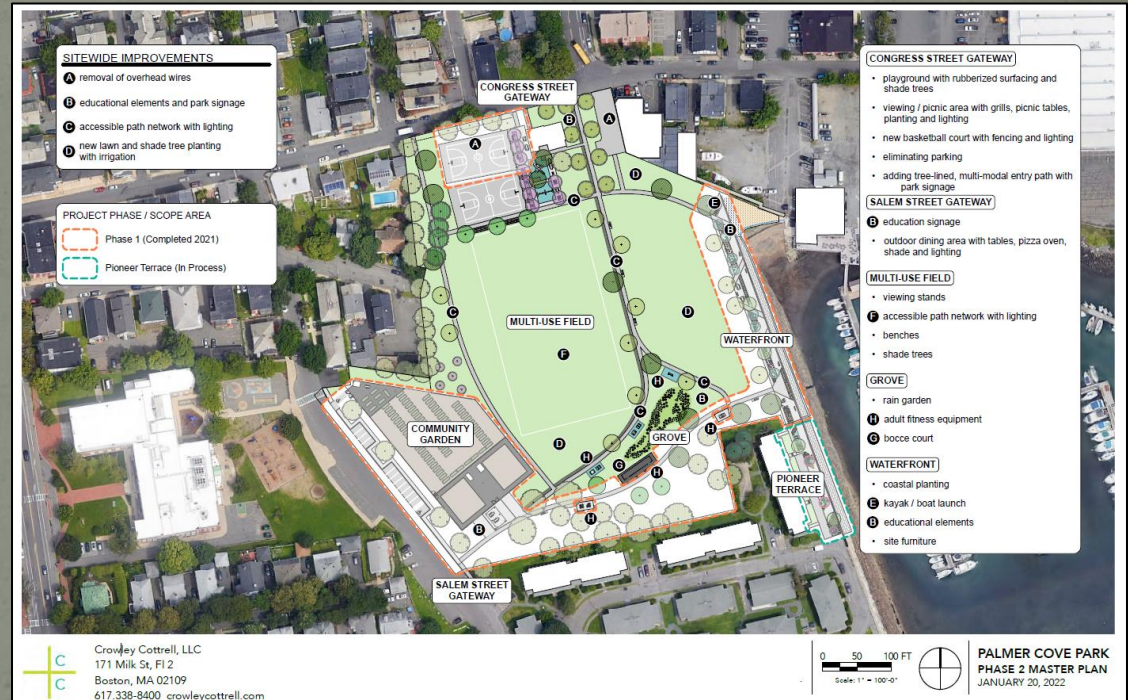 SITEWIDE IMPROVEMENTS
A removal of overhead wires
B educational elements and park signage
C accessible path network with lighting
D new lawn and shade tree planting
with irrigation
PROJECT PHASE / SCOPE AREA
Phase 1 (Completed 2021)
Pioneer Terrace (In Process)
CONGRESS STREET
GATEWAY
B
A
A
D
C
E
B
C
C
MULTI-USE FIELD
F
D
WATERFRONT
H
C
B
C
H
COMMUNITY
GARDEN
GROVE
D
H
G
H
PIONEER
TERRACE
B
H
SALEM STREET
GATEWAY
CONGRESS STREET GATEWAY
• playground with rubberized surfacing and
shade trees
• viewing / picnic area with grills, picnic tables,
planting and lighting
• new basketball court with fencing and lighting
• eliminating parking
• adding tree-lined, multi-modal entry path with
park signage
SALEM STREET GATEWAY
B education signage
• outdoor dining area with tables, pizza oven,
shade and lighting
MULTI-USE FIELD
• viewing stands
F accessible path network with lighting
• benches
• shade trees
GROVE
• rain garden
H adult fitness equipment
G bocce court
WATERFRONT
• coastal planting
E kayak / boat launch
B educational elements
• site furniture
C
C
Crowley Cottrell, LLC
171 Milk St, Fl 2
Boston, MA 02109
617.338-8400 crowleycottrell.com
0 50 100 FT
Scale: 1" = 100'-0"
PALMER COVE PARK
PHASE 2 MASTER PLAN
JANUARY 20, 2022